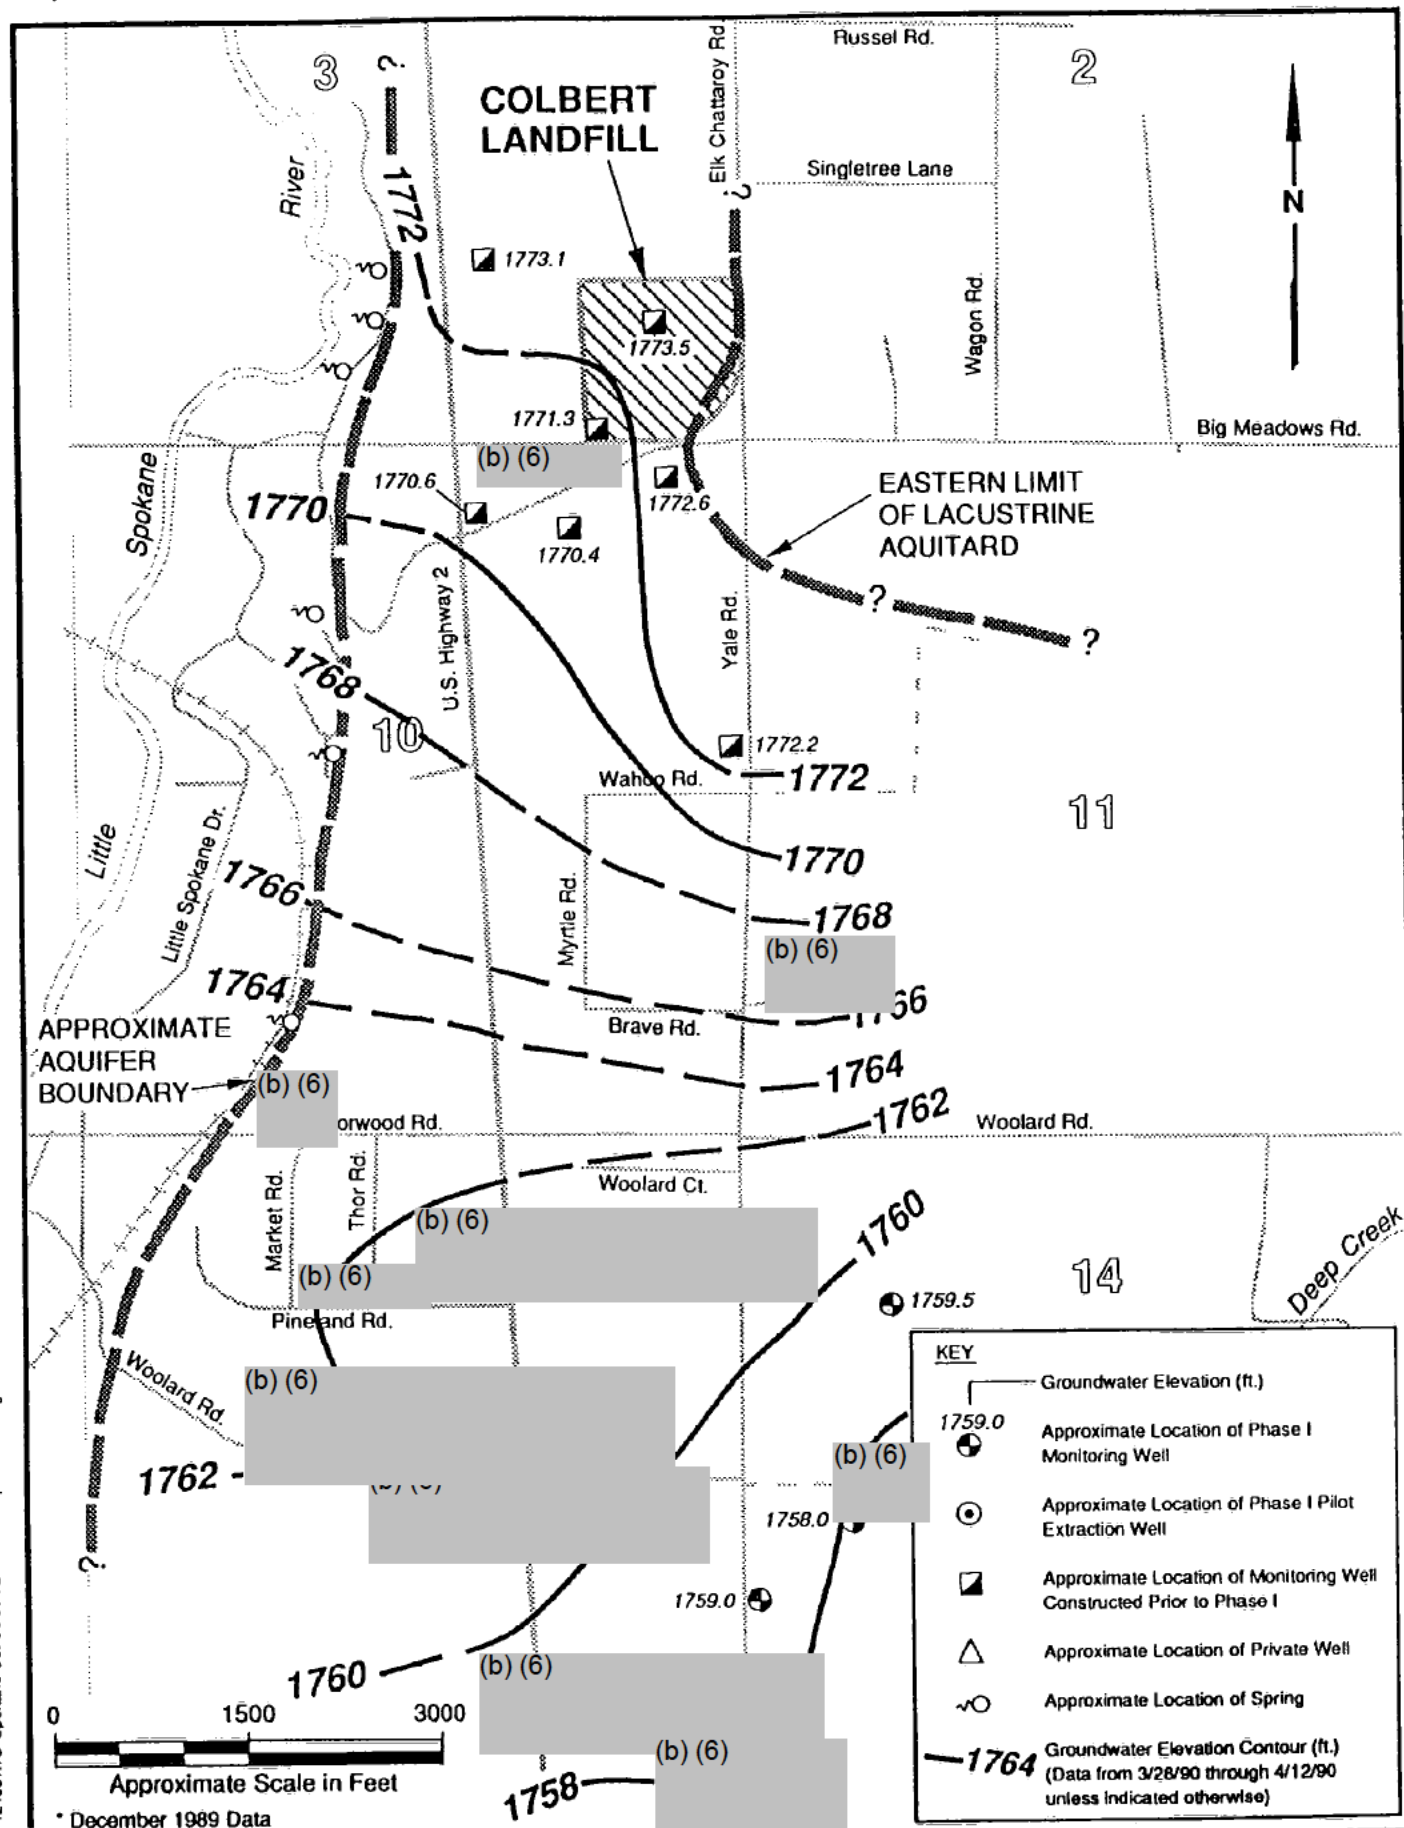 Russel Rd.
3
?
Elk Chattaroy Rd
2
COLBERT
LANDFILL
Singletree Lane
River
?
N
1772
1773.1
Wagon Rd.
1773.5
1771.3
Big Meadows Rd.
(b) (6)
Spokane
1770.6
1770
1772.6
EASTERN LIMIT
OF LACUSTRINE
AQUITARD
1770.4
?
U.S. Highway 2
Yale Rd.
?
1768
10
1772.2
Wahoo Rd.
1772
11
Little
Little Spokane Dr.
1770
1766
Myrtle Rd.
1768
(b) (6)
1764
1766
Brave Rd.
APPROXIMATE
AQUIFER
BOUNDARY
1764
(b) (6)
orwood Rd.
1762
Woolard Rd.
Market Rd.
Thor Rd.
Woolard Ct.
(b) (6)
1760
Deep Creek
14
(b) (6)
1759.5
Pineland Rd.
Woolard Rd.
(b) (6)
KEY
Groundwater Elevation (ft.)
1759.0
Approximate Location of Phase I
Monitoring Well
(b) (6)
1762
(b) (6)
1758.0
Approximate Location of Phase I Pilot
Extraction Well
?
1759.0
Approximate Location of Monitoring Well
Constructed Prior to Phase I
Approximate Location of Private Well
(b) (6)
1760
Approximate Location of Spring
0 1500 3000
Approximate Scale in Feet
(b) (6)
1758
1764
Groundwater Elevation Contour (ft.)
(Data from 3/28/90 through 4/12/90
unless indicated otherwise)
* December 1989 Data